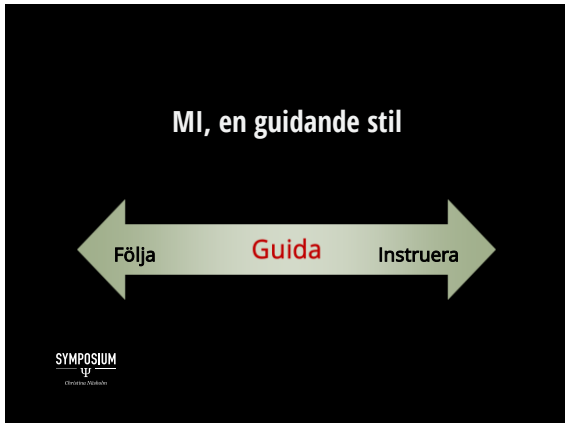 MI, en guidande stil
Följa Guida Instruera
SYMPOSIUM
Ψ
Christina Näsholm